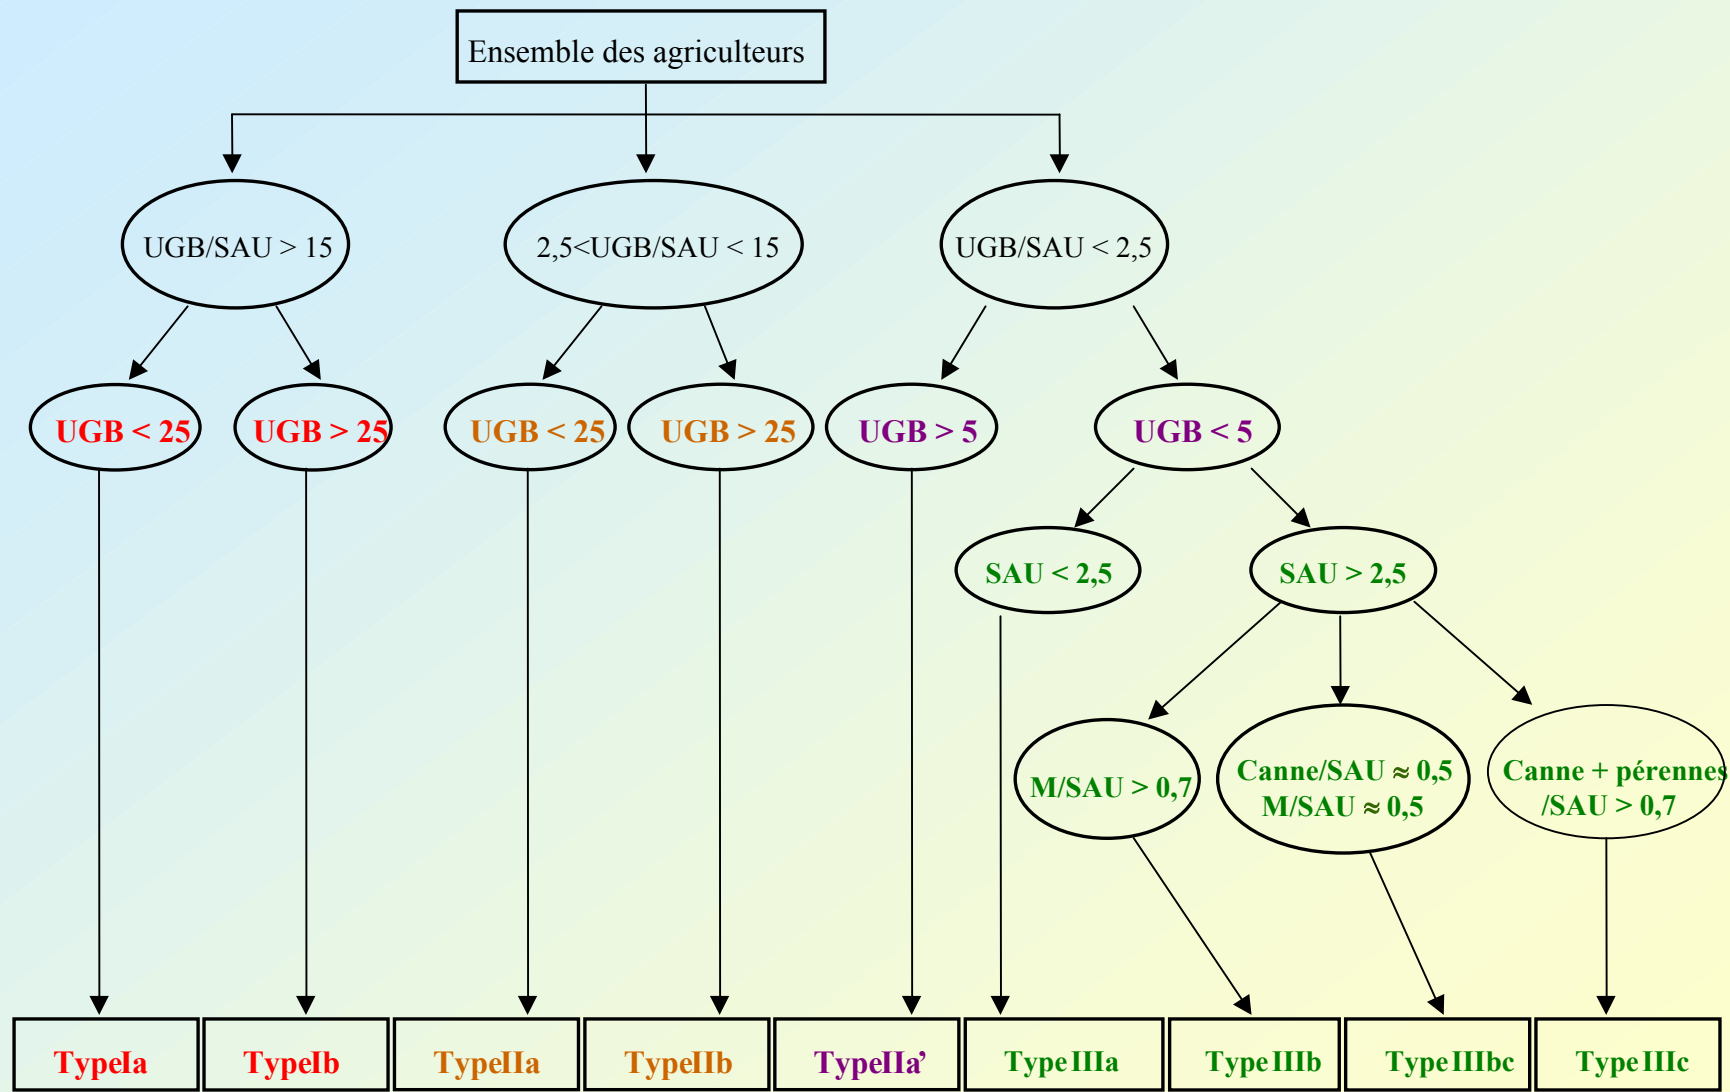 Ensemble des agriculteurs
UGB/SAU > 15
2,5<UGB/SAU < 15
UGB/SAU < 2,5
UGB < 25
UGB > 25
UGB < 25
UGB > 25
UGB > 5
UGB < 5
SAU < 2,5
SAU > 2,5
M/SAU > 0,7
Canne/SAU ≈ 0,5
M/SAU ≈ 0,5
Canne + pérennes
/SAU > 0,7
TypeIa
TypeIb
TypeIIa
TypeIIb
TypeIIa’
Type IIIa
Type IIIb
Type IIIbc
Type IIIc